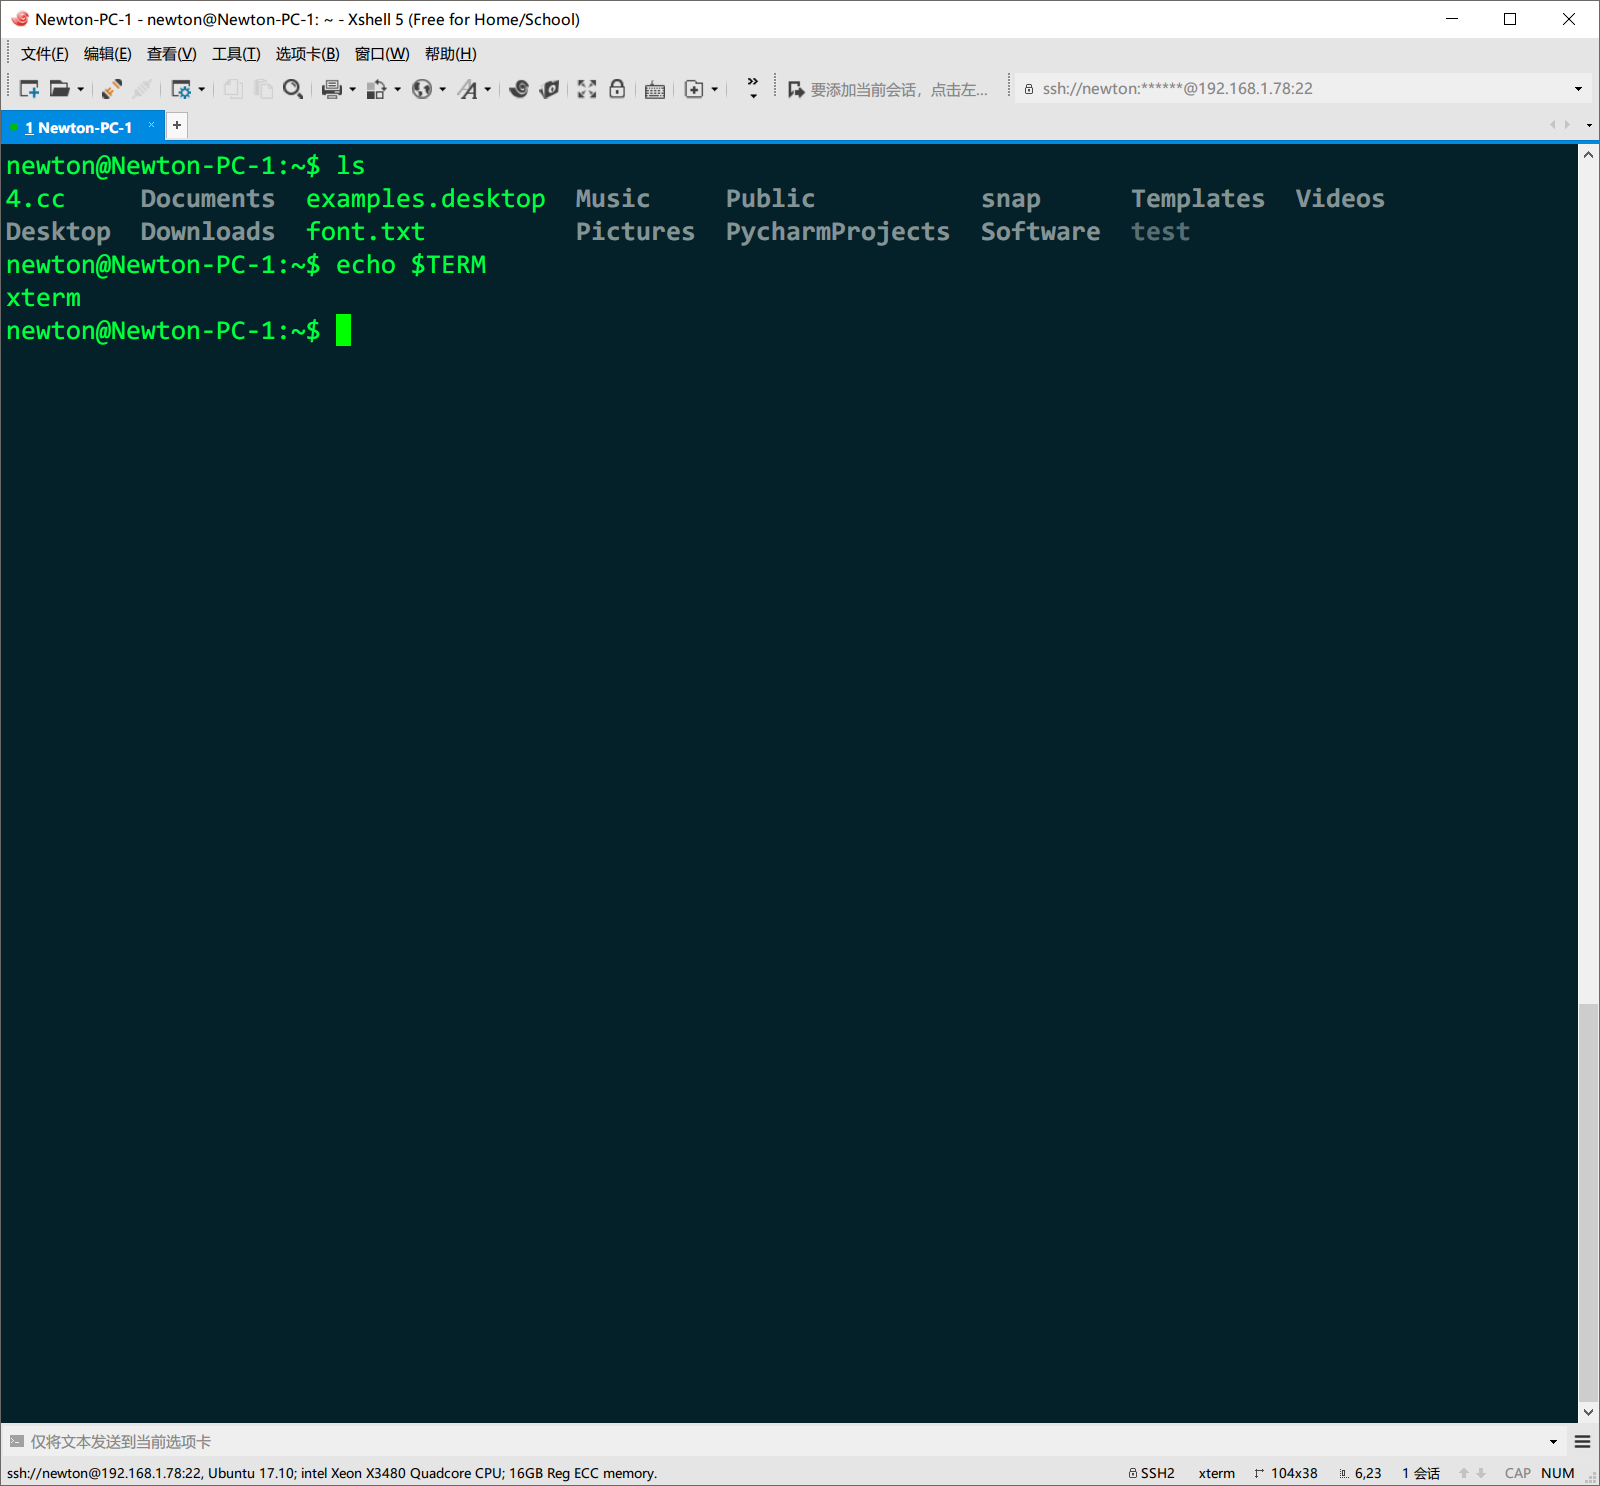 Newton-PC-1 - newton@Newton-PC-1: ~ - Xshell 5 (Free for Home/School)
文件(F) 编辑(E) 查看(V) 工具(T) 选项卡(B) 窗口(W) 帮助(H)
要添加当前会话，点击左... ssh://newton:******@192.168.1.78:22
1 Newton-PC-1
newton@Newton-PC-1:~$ ls
4.cc Documents examples.desktop Music Public snap Templates Videos
Desktop Downloads font.txt Pictures PycharmProjects Software test
newton@Newton-PC-1:~$ echo $TERM
xterm
newton@Newton-PC-1:~$
仅将文本发送到当前选项卡
ssh://newton@192.168.1.78:22, Ubuntu 17.10; intel Xeon X3480 Quadcore CPU; 16GB Reg ECC memory. SSH2 xterm 104x38 6,23 1 会话 CAP NUM